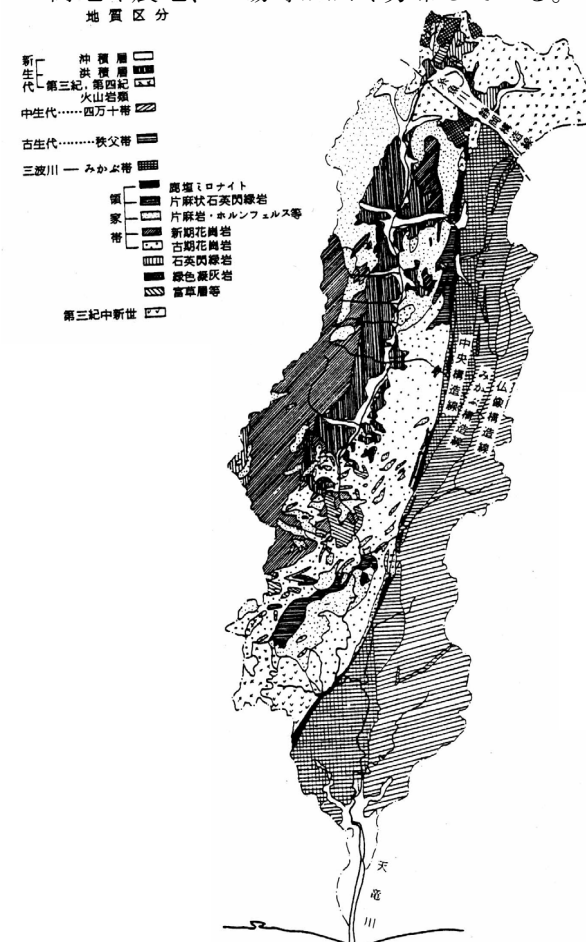 地質区分
新生代
沖積層
洪積層
第三紀,第四紀
火山岩類
中生代……四万十帯
古生代………秩父帯
三波川 — みかぶ帯
領家帯
鹿塩ミロナイト
片麻状石英閃緑岩
片麻岩・ホルンフェルス等
新期花崗岩
古期花崗岩
石英閃緑岩
緑色凝灰岩
富草層等
第三紀中新世
中央構造線
みかぶ構造線
仏像構造線
天竜川